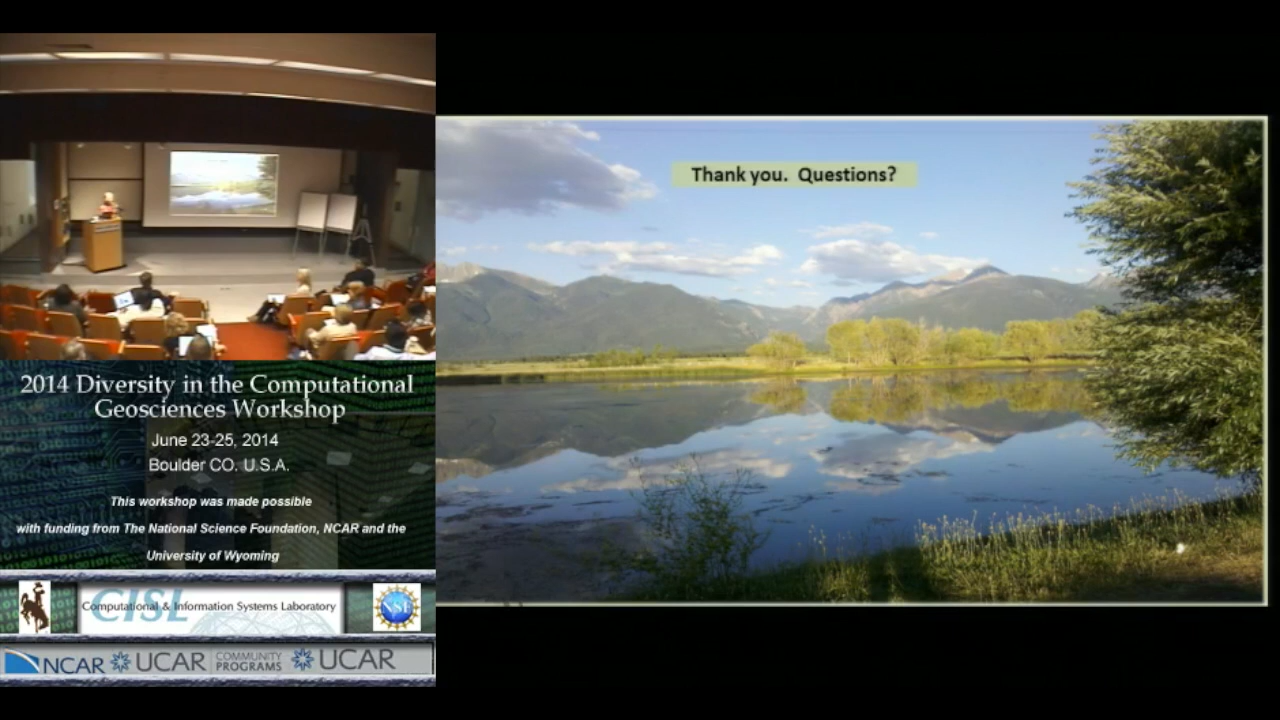 Thank you. Questions?
2014 Diversity in the Computational
Geosciences Workshop
June 23-25, 2014
Boulder CO. U.S.A.
This workshop was made possible
with funding from The National Science Foundation, NCAR and the
University of Wyoming
CISL
Computational & Information Systems Laboratory
NSF
NCAR
UCAR
COMMUNITY
PROGRAMS
UCAR